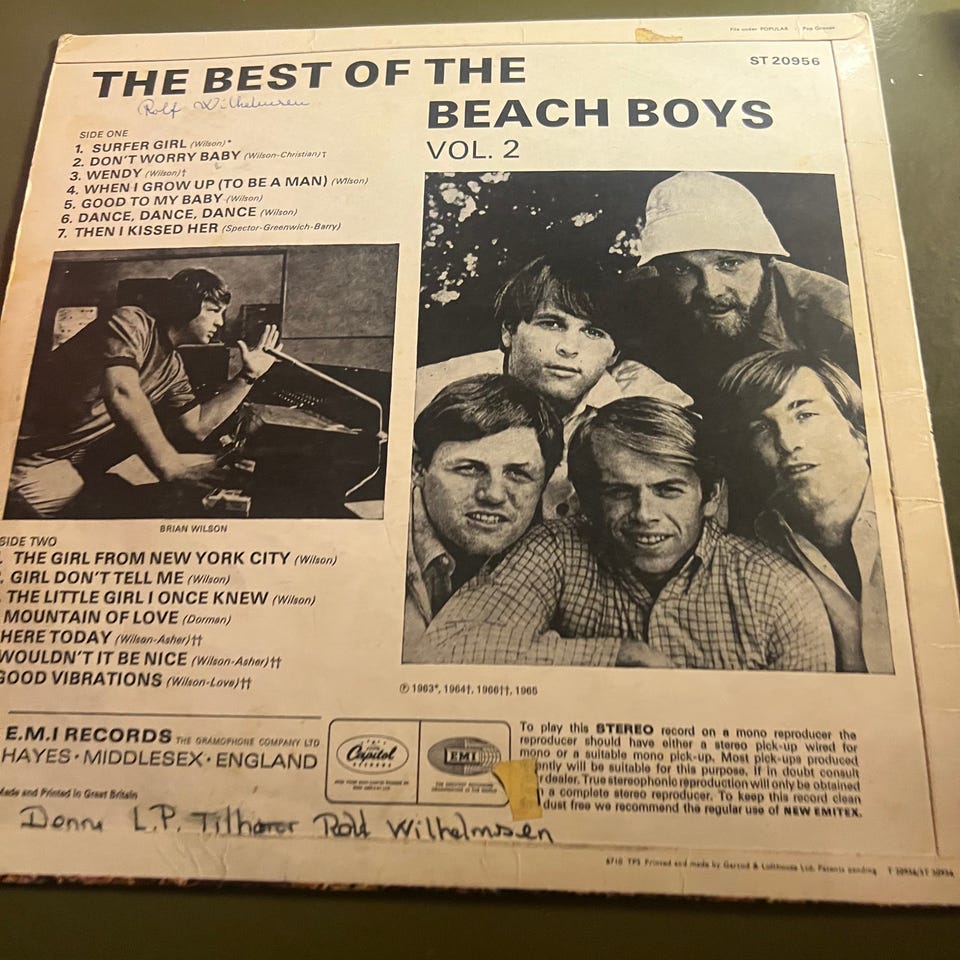 File under POPULAR : Pop Groups
ST 20956
THE BEST OF THE
BEACH BOYS
VOL. 2
Rolf Wilhelmsen
SIDE ONE
1. SURFER GIRL (Wilson)*
2. DON'T WORRY BABY (Wilson-Christian)†
3. WENDY (Wilson)†
4. WHEN I GROW UP (TO BE A MAN) (Wilson)
5. GOOD TO MY BABY (Wilson)
6. DANCE, DANCE, DANCE (Wilson)
7. THEN I KISSED HER (Spector-Greenwich-Barry)
BRIAN WILSON
SIDE TWO
. THE GIRL FROM NEW YORK CITY (Wilson)
. GIRL DON'T TELL ME (Wilson)
. THE LITTLE GIRL I ONCE KNEW (Wilson)
MOUNTAIN OF LOVE (Dorman)
HERE TODAY (Wilson-Asher)††
WOULDN'T IT BE NICE (Wilson-Asher)††
GOOD VIBRATIONS (Wilson-Love)††
℗ 1963*, 1964†, 1966††, 1965
E.M.I RECORDS THE GRAMOPHONE COMPANY LTD
HAYES · MIDDLESEX · ENGLAND
Capitol
RECORDS
EMI
To play this STEREO record on a mono reproducer the
reproducer should have either a stereo pick-up wired for
mono or a suitable mono pick-up. Most pick-ups produced
ently will be suitable for this purpose. If in doubt consult
r dealer. True stereophonic reproduction will only be obtained
n a complete stereo reproducer. To keep this record clean
dust free we recommend the regular use of NEW EMITEX.
Made and Printed in Great Britain
Denne L.P. Tilhører Rolf Wilhelmsen
6710 TPS Printed and made by Garrod & Lofthouse Ltd. Patents pending T 20956/ST 20956